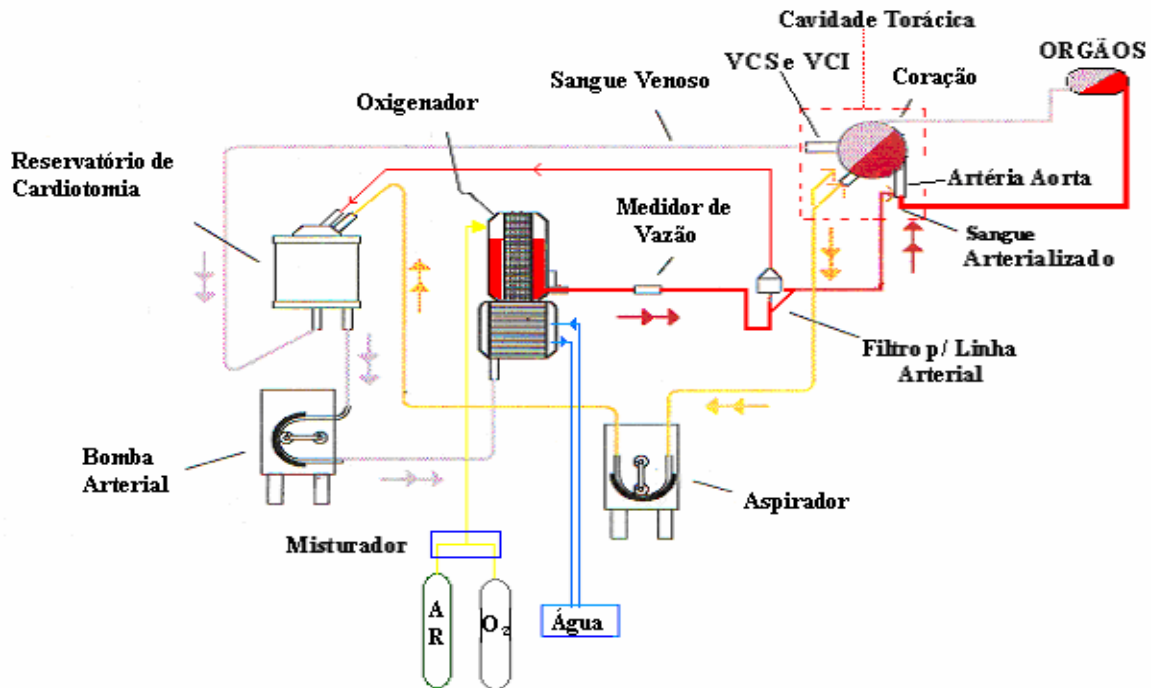 Cavidade Torácica
ORGÃOS
VCS e VCI
Coração
Sangue Venoso
Oxigenador
Reservatório de
Cardiotomia
Artéria Aorta
Medidor de
Vazão
Sangue
Arterializado
Filtro p/ Linha
Arterial
Bomba
Arterial
Aspirador
Misturador
A
R
O₂
Água